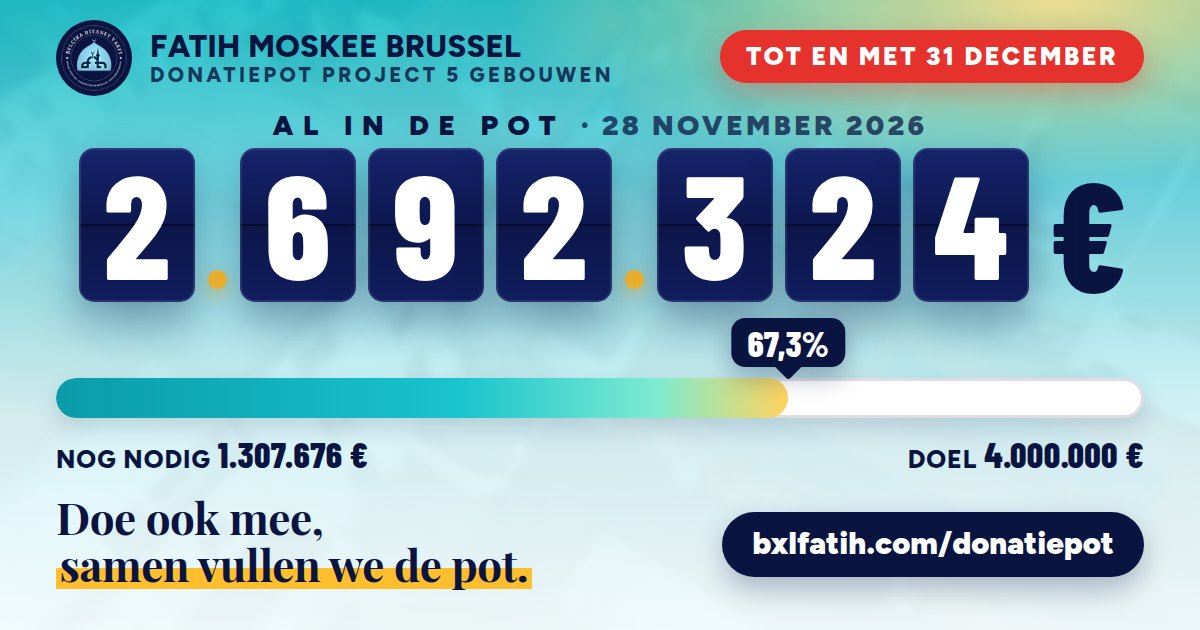 FATIH MOSKEE BRUSSEL
DONATIEPOT PROJECT 5 GEBOUWEN
TOT EN MET 31 DECEMBER
AL IN DE POT · 28 NOVEMBER 2026
2.692.324 €
67,3%
NOG NODIG 1.307.676 €
DOEL 4.000.000 €
Doe ook mee,
samen vullen we de pot.
bxlfatih.com/donatiepot